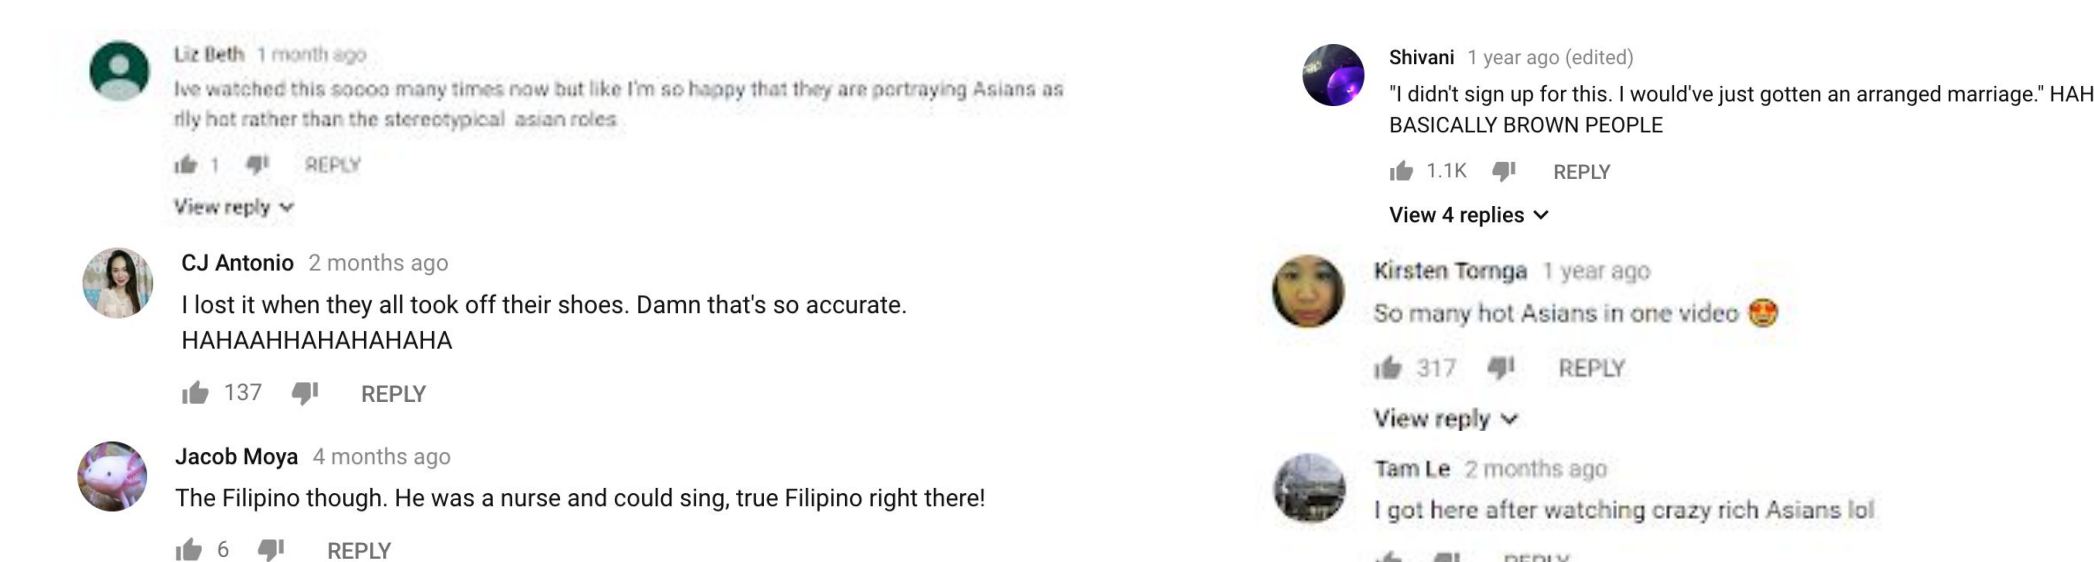 Liz Beth 1 month ago
Ive watched this soooo many times now but like I'm so happy that they are portraying Asians as
rlly hot rather than the stereotypical asian roles
1 REPLY
View reply
CJ Antonio 2 months ago
I lost it when they all took off their shoes. Damn that's so accurate.
HAHAAHHAHAHAHAHA
137 REPLY
Jacob Moya 4 months ago
The Filipino though. He was a nurse and could sing, true Filipino right there!
6 REPLY
Shivani 1 year ago (edited)
"I didn't sign up for this. I would've just gotten an arranged marriage." HAH
BASICALLY BROWN PEOPLE
1.1K REPLY
View 4 replies
Kirsten Tornga 1 year ago
So many hot Asians in one video 🤩
317 REPLY
View reply
Tam Le 2 months ago
I got here after watching crazy rich Asians lol
REPLY